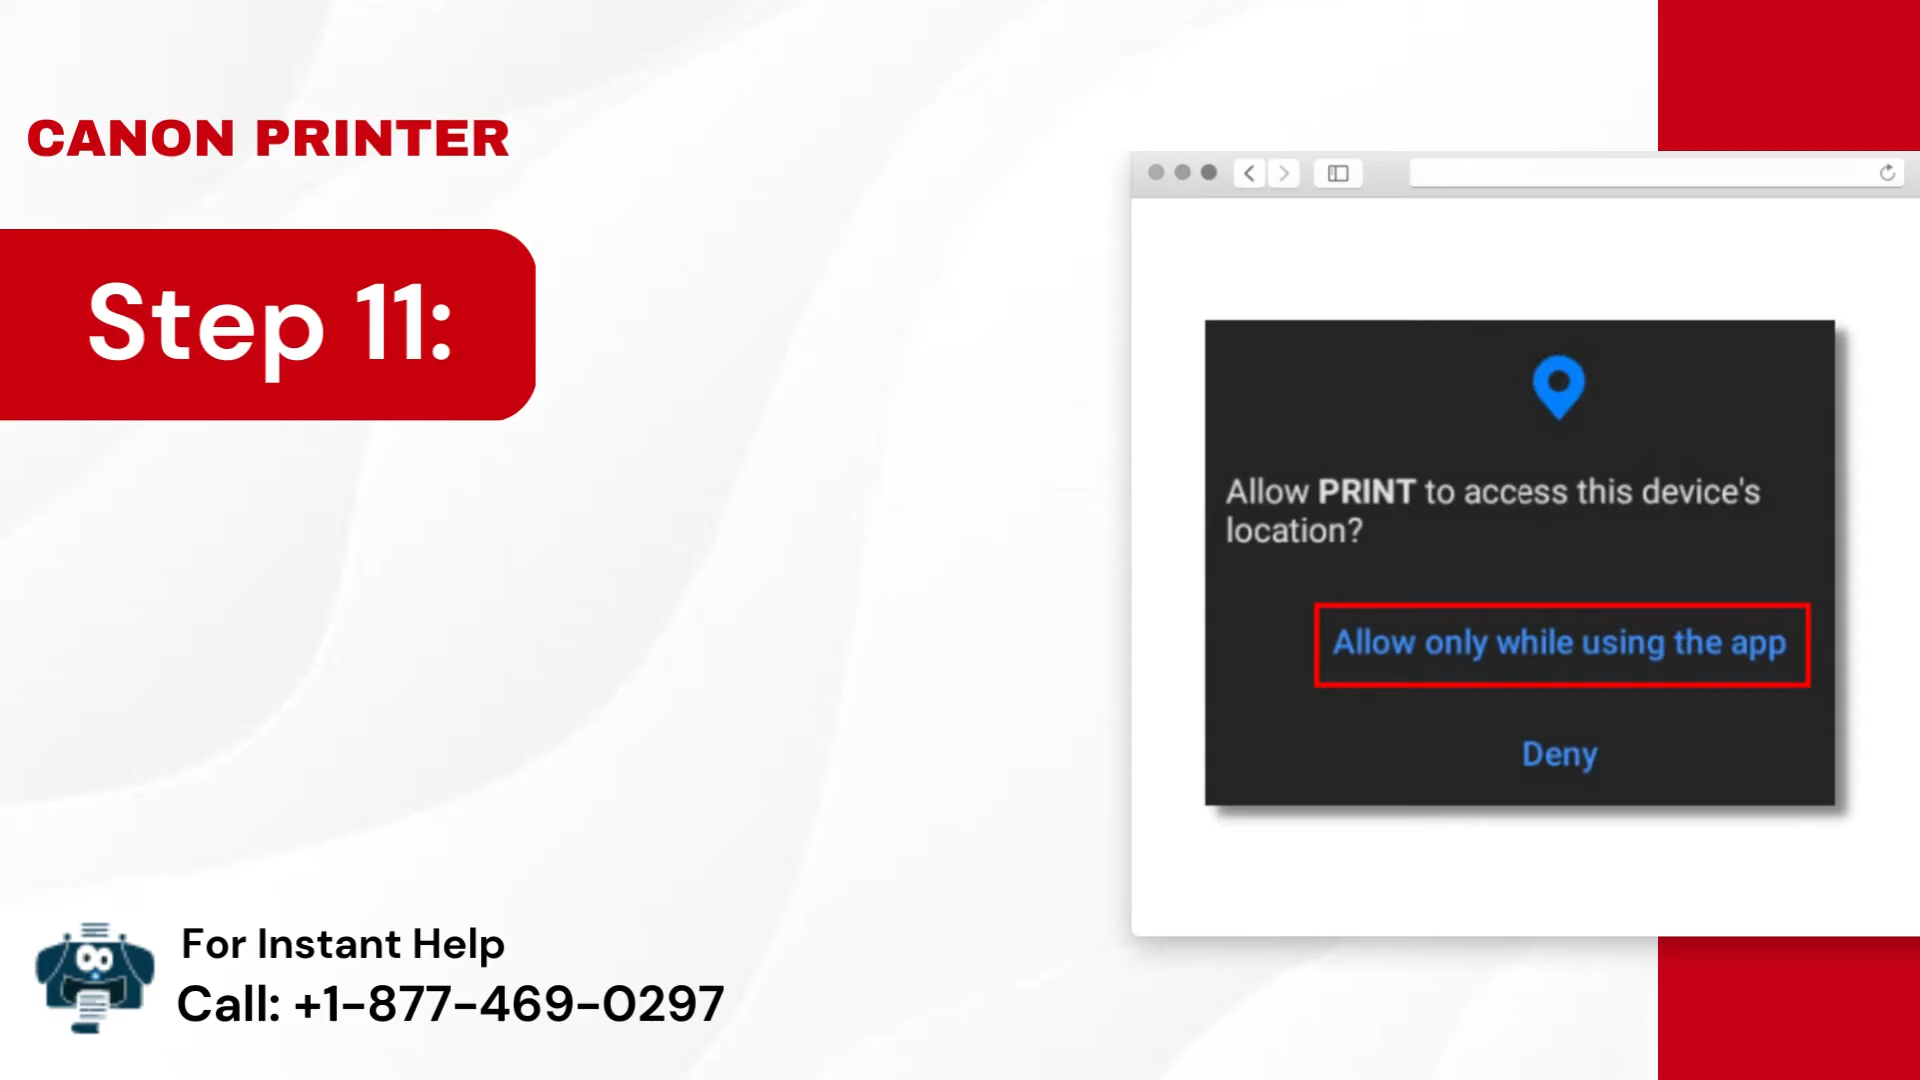 CANON PRINTER
Step 11:
Allow PRINT to access this device's
location?
Allow only while using the app
Deny
For Instant Help
Call: +1-877-469-0297